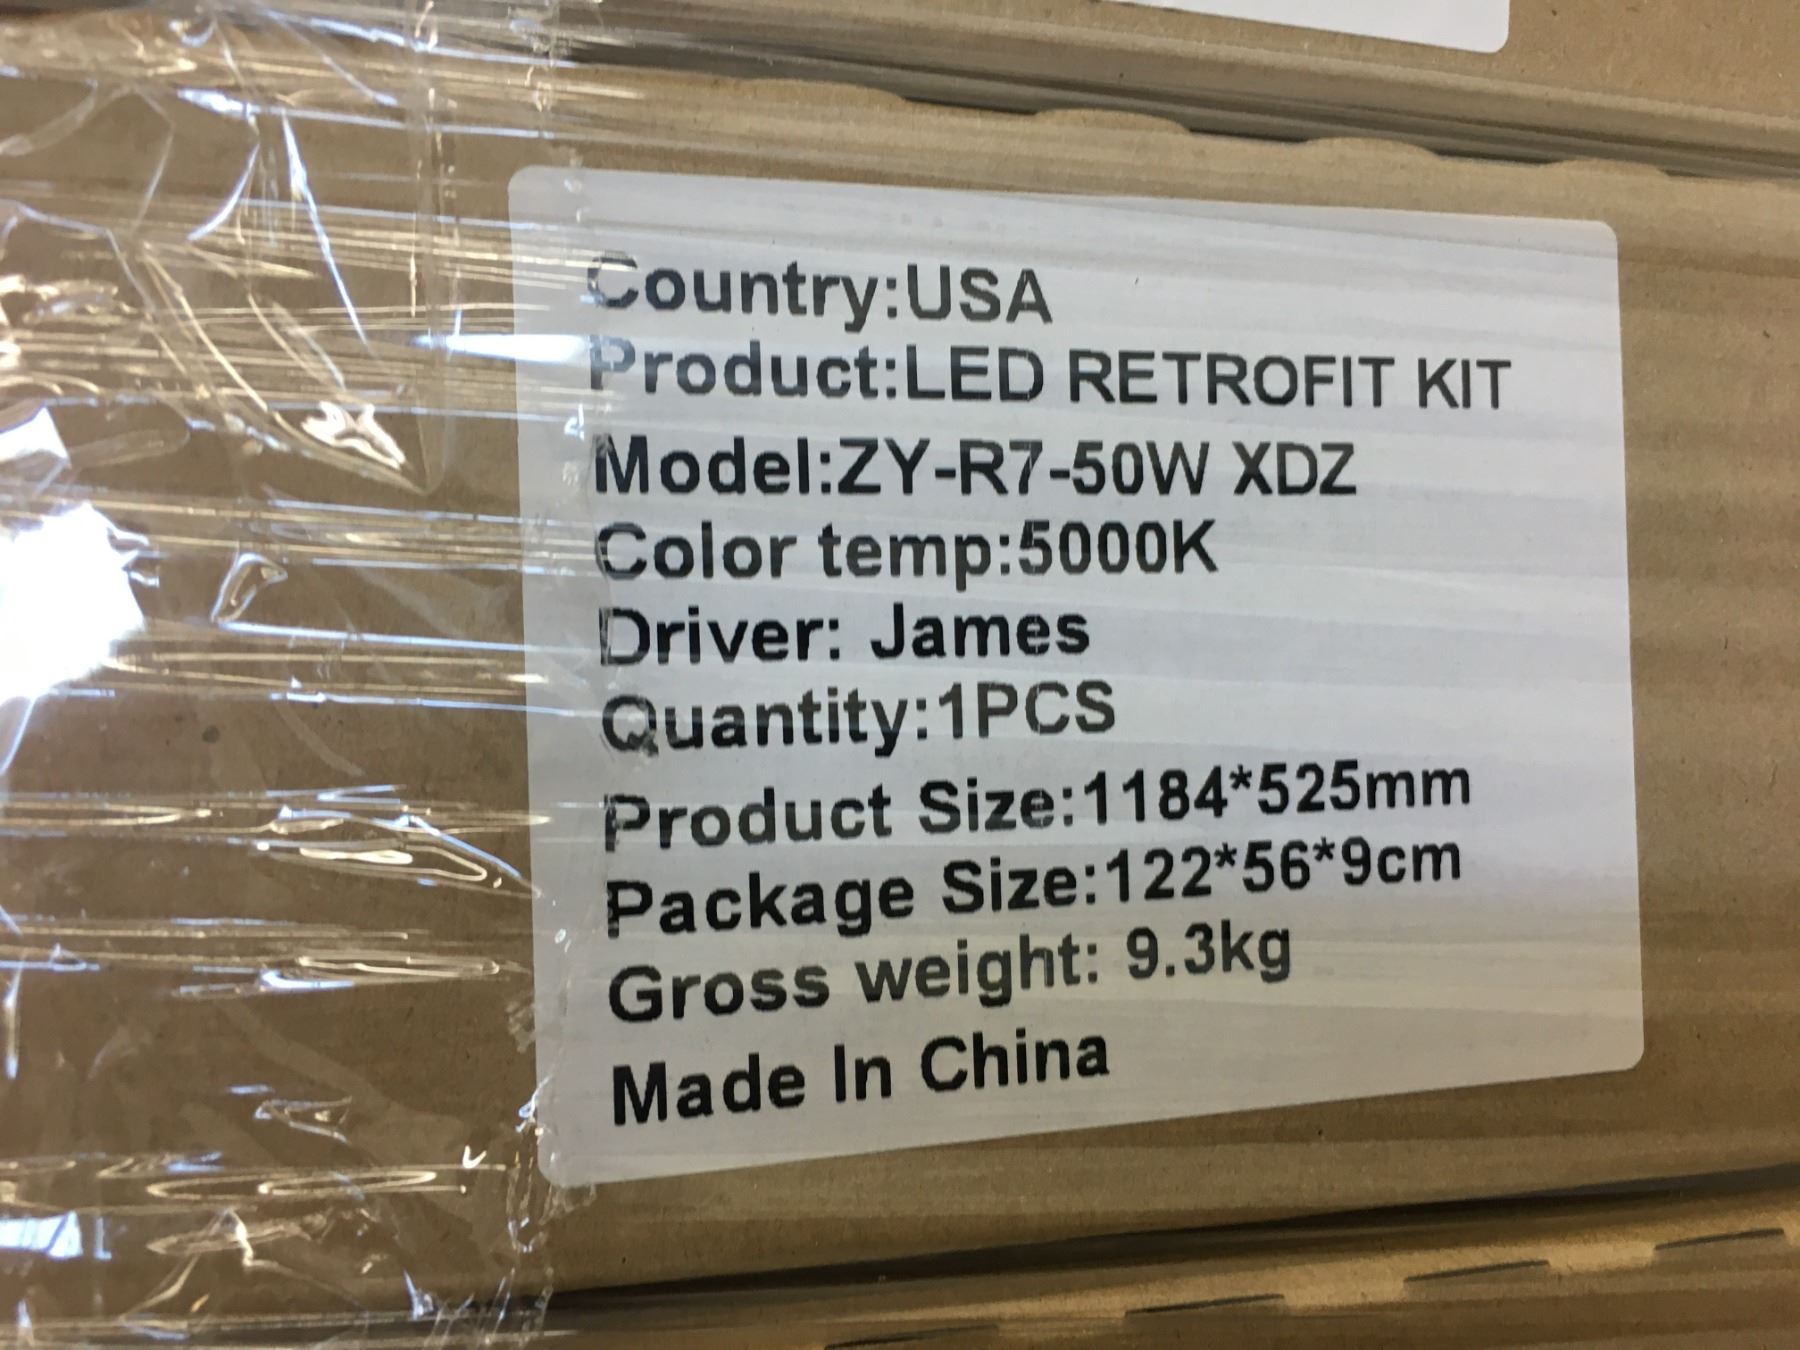 Country:USA
Product:LED RETROFIT KIT
Model:ZY-R7-50W XDZ
Color temp:5000K
Driver: James
Quantity:1PCS
Product Size:1184*525mm
Package Size:122*56*9cm
Gross weight: 9.3kg
Made In China